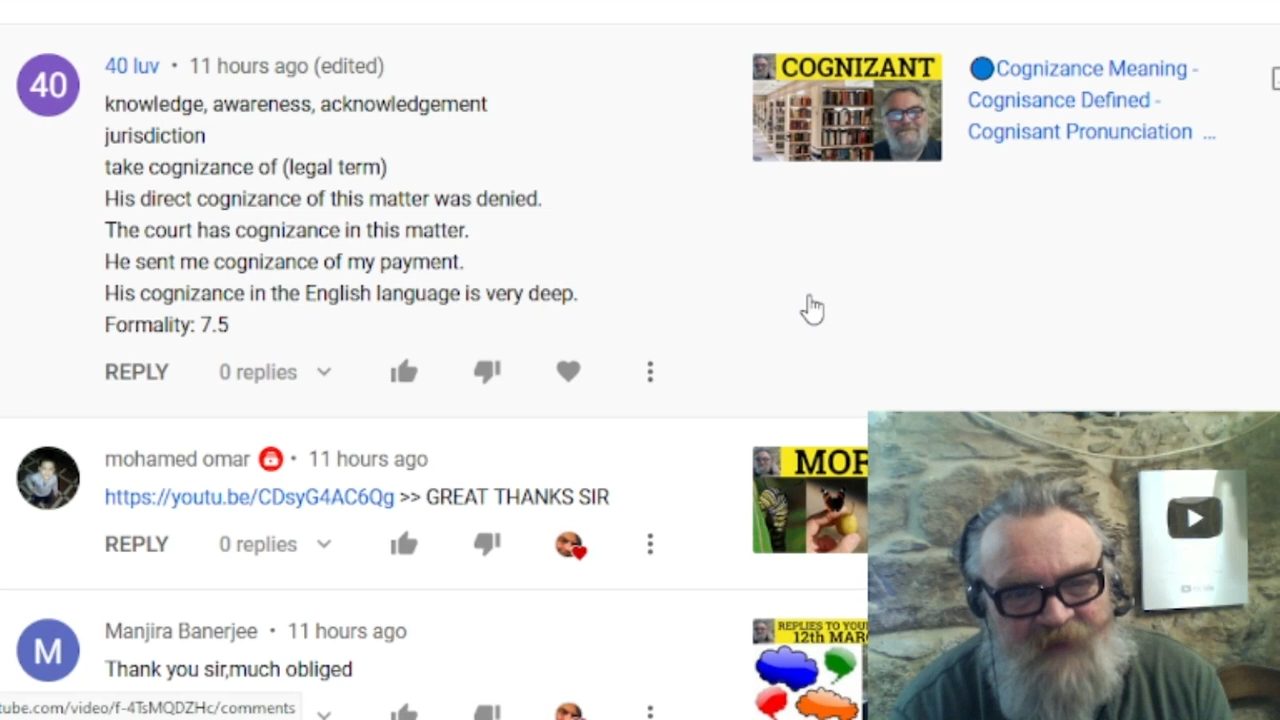 40
40 luv • 11 hours ago (edited)
knowledge, awareness, acknowledgement
jurisdiction
take cognizance of (legal term)
His direct cognizance of this matter was denied.
The court has cognizance in this matter.
He sent me cognizance of my payment.
His cognizance in the English language is very deep.
Formality: 7.5
REPLY 0 replies
COGNIZANT
Cognizance Meaning -
Cognisance Defined -
Cognisant Pronunciation ...
mohamed omar • 11 hours ago
https://youtu.be/CDsyG4AC6Qg >> GREAT THANKS SIR
REPLY 0 replies
MOR
M
Manjira Banerjee • 11 hours ago
Thank you sir,much obliged
REPLIES TO YOU
12th MAR
tube.com/video/f-4TsMQDZHc/comments